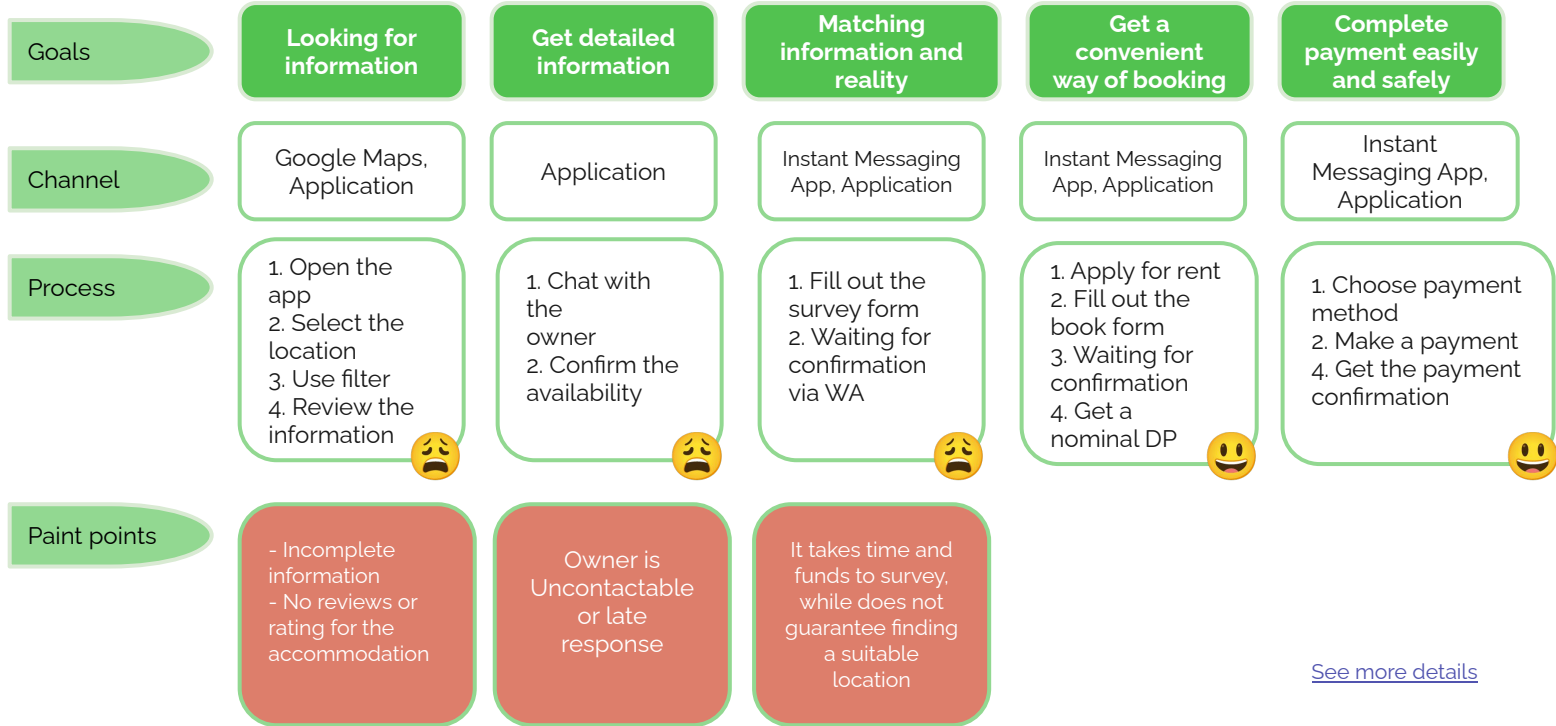 Goals
Looking for
information
Get detailed
information
Matching
information and
reality
Get a
convenient
way of booking
Complete
payment easily
and safely
Channel
Google Maps,
Application
Application
Instant Messaging
App, Application
Instant Messaging
App, Application
Instant
Messaging App,
Application
Process
1. Open the
app
2. Select the
location
3. Use filter
4. Review the
information
1. Chat with
the
owner
2. Confirm the
availability
1. Fill out the
survey form
2. Waiting for
confirmation
via WA
1. Apply for rent
2. Fill out the
book form
3. Waiting for
confirmation
4. Get a
nominal DP
1. Choose payment
method
2. Make a payment
4. Get the payment
confirmation
Paint points
- Incomplete
information
- No reviews or
rating for the
accommodation
Owner is
Uncontactable
or late
response
It takes time and
funds to survey,
while does not
guarantee finding
a suitable
location
See more details